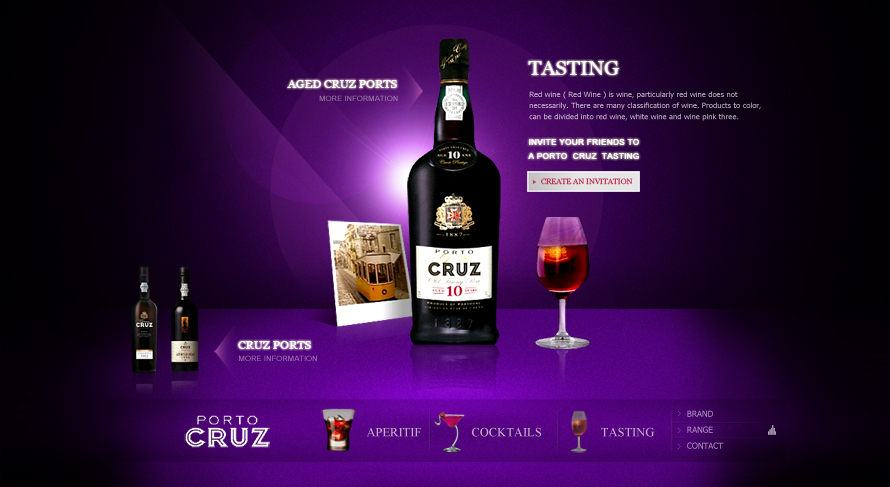 TASTING
AGED CRUZ PORTS
MORE INFORMATION
Red wine ( Red Wine ) is wine, particularly red wine does not
necessarily. There are many classification of wine. Products to color,
can be divided into red wine, white wine and wine pink three.
INVITE YOUR FRIENDS TO
A PORTO CRUZ TASTING
CREATE AN INVITATION
10
1887
PORTO
CRUZ
10
1887
CRUZ
CRUZ
CRUZ PORTS
MORE INFORMATION
PORTO
CRUZ
APERITIF
COCKTAILS
TASTING
BRAND
RANGE
CONTACT